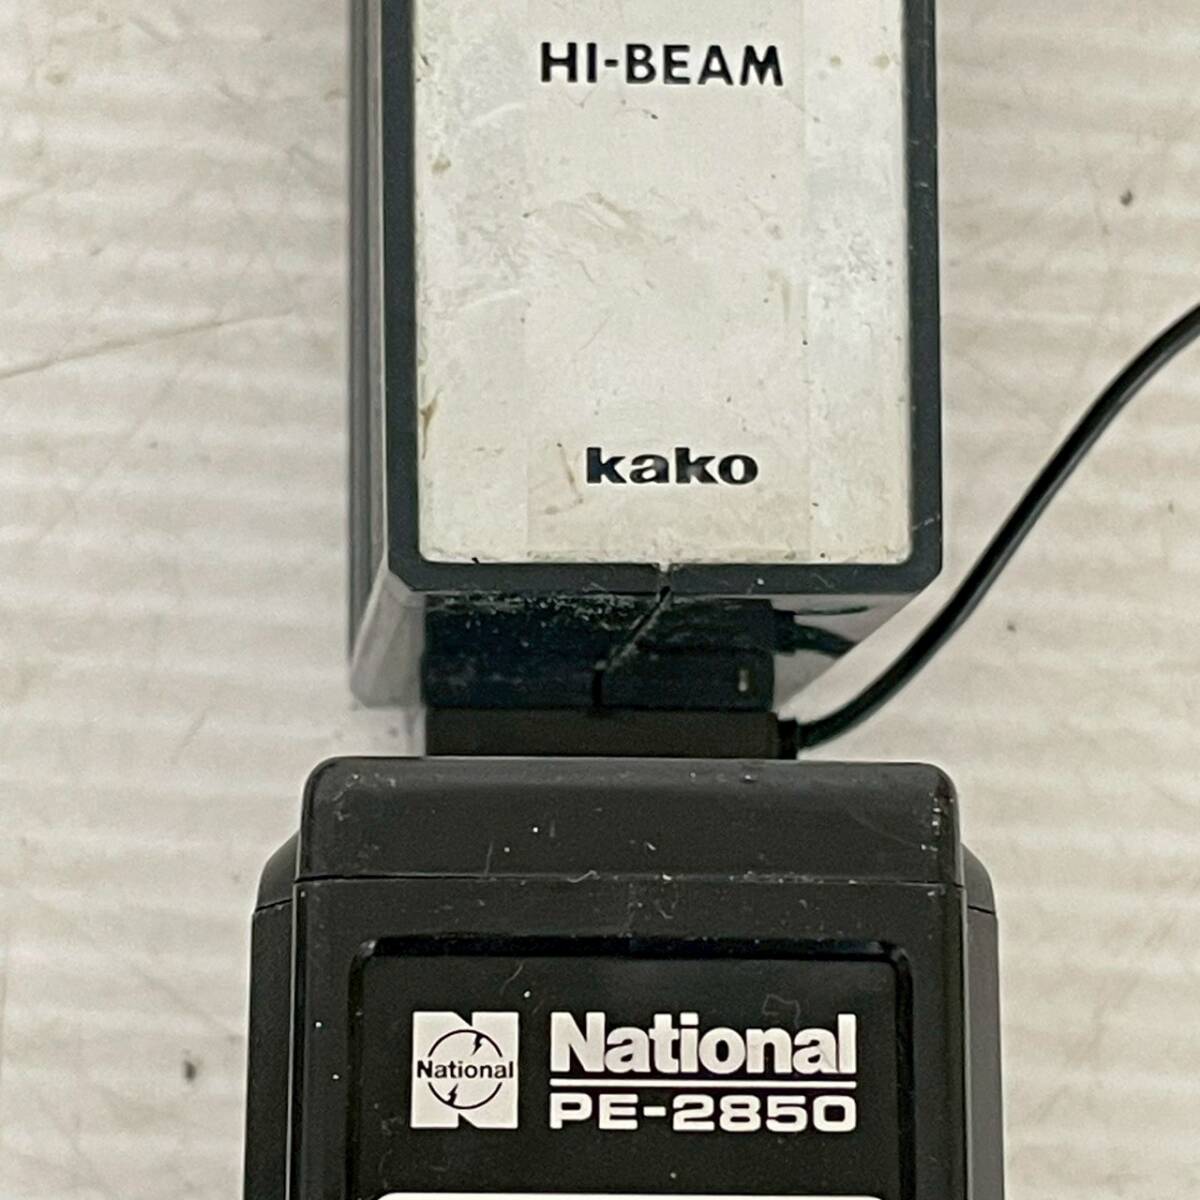 HI-BEAM
kako
National
National
PE-2850